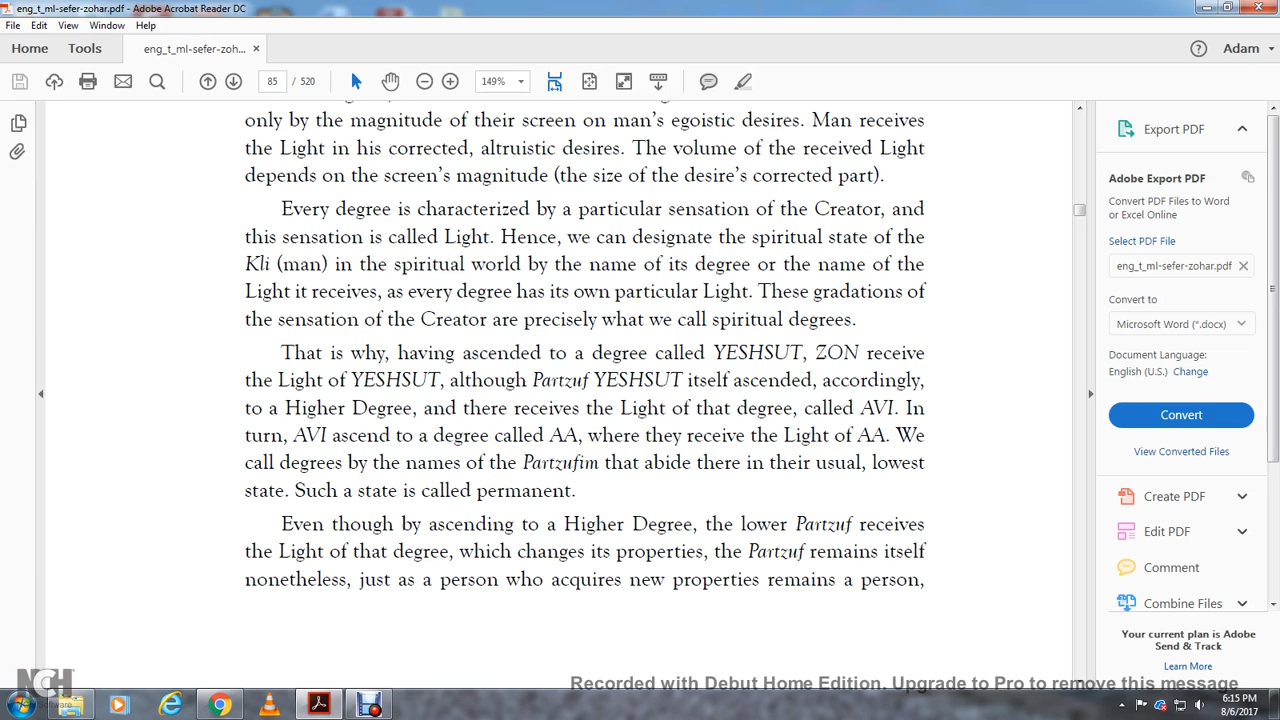 eng_t_ml-sefer-zohar.pdf - Adobe Acrobat Reader DC
File Edit View Window Help
Home Tools eng_t_ml-sefer-zoh... × Adam
85 / 520 149%
only by the magnitude of their screen on man's egoistic desires. Man receives
the Light in his corrected, altruistic desires. The volume of the received Light
depends on the screen's magnitude (the size of the desire's corrected part).
Every degree is characterized by a particular sensation of the Creator, and
this sensation is called Light. Hence, we can designate the spiritual state of the
Kli (man) in the spiritual world by the name of its degree or the name of the
Light it receives, as every degree has its own particular Light. These gradations of
the sensation of the Creator are precisely what we call spiritual degrees.
That is why, having ascended to a degree called YESHSUT, ZON receive
the Light of YESHSUT, although Partzuf YESHSUT itself ascended, accordingly,
to a Higher Degree, and there receives the Light of that degree, called AVI. In
turn, AVI ascend to a degree called AA, where they receive the Light of AA. We
call degrees by the names of the Partzufim that abide there in their usual, lowest
state. Such a state is called permanent.
Even though by ascending to a Higher Degree, the lower Partzuf receives
the Light of that degree, which changes its properties, the Partzuf remains itself
nonetheless, just as a person who acquires new properties remains a person,
Export PDF
Adobe Export PDF
Convert PDF Files to Word
or Excel Online
Select PDF File
eng_t_ml-sefer-zohar.pdf ×
Convert to
Microsoft Word (*.docx)
Document Language:
English (U.S.) Change
Convert
View Converted Files
Create PDF
Edit PDF
Comment
Combine Files
Your current plan is Adobe
Send & Track
Learn More
NCH
Software
Recorded with Debut Home Edition. Upgrade to Pro to remove this message
6:15 PM
8/6/2017